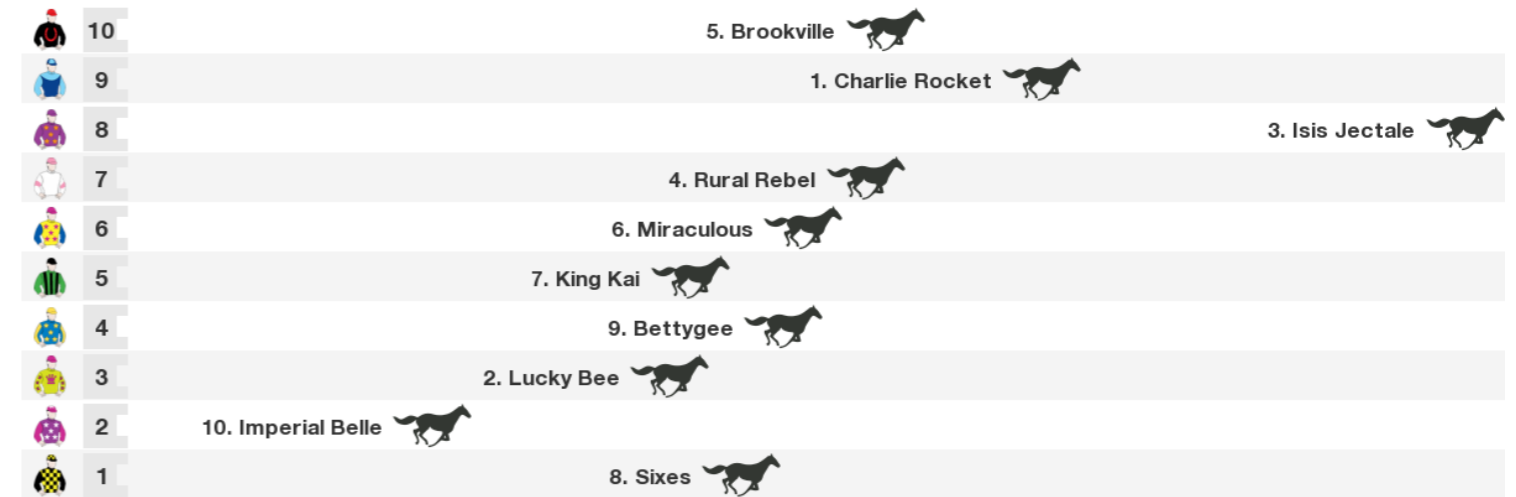 10 5. Brookville
9 1. Charlie Rocket
8 3. Isis Jectale
7 4. Rural Rebel
6 6. Miraculous
5 7. King Kai
4 9. Bettygee
3 2. Lucky Bee
2 10. Imperial Belle
1 8. Sixes